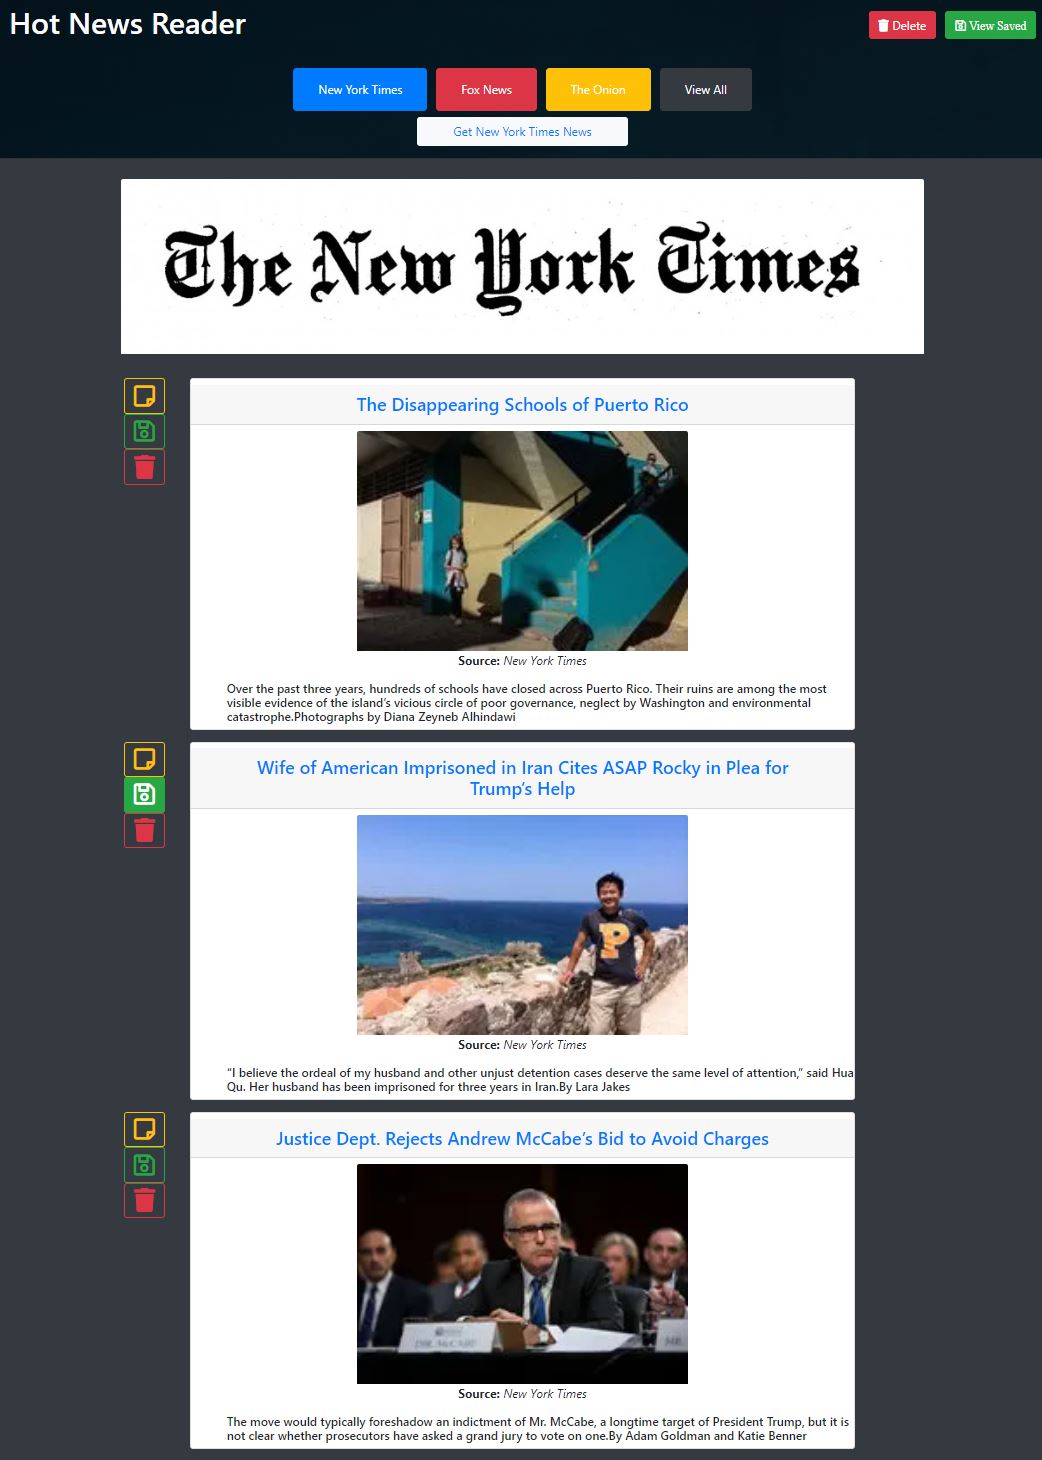 Hot News Reader
Delete
View Saved
New York Times
Fox News
The Onion
View All
Get New York Times News
The New York Times
The Disappearing Schools of Puerto Rico
Source: New York Times
Over the past three years, hundreds of schools have closed across Puerto Rico. Their ruins are among the most
visible evidence of the island’s vicious circle of poor governance, neglect by Washington and environmental
catastrophe.Photographs by Diana Zeyneb Alhindawi
Wife of American Imprisoned in Iran Cites ASAP Rocky in Plea for
Trump’s Help
P
Source: New York Times
“I believe the ordeal of my husband and other unjust detention cases deserve the same level of attention,” said Hua
Qu. Her husband has been imprisoned for three years in Iran.By Lara Jakes
Justice Dept. Rejects Andrew McCabe’s Bid to Avoid Charges
MR.
Source: New York Times
The move would typically foreshadow an indictment of Mr. McCabe, a longtime target of President Trump, but it is
not clear whether prosecutors have asked a grand jury to vote on one.By Adam Goldman and Katie Benner